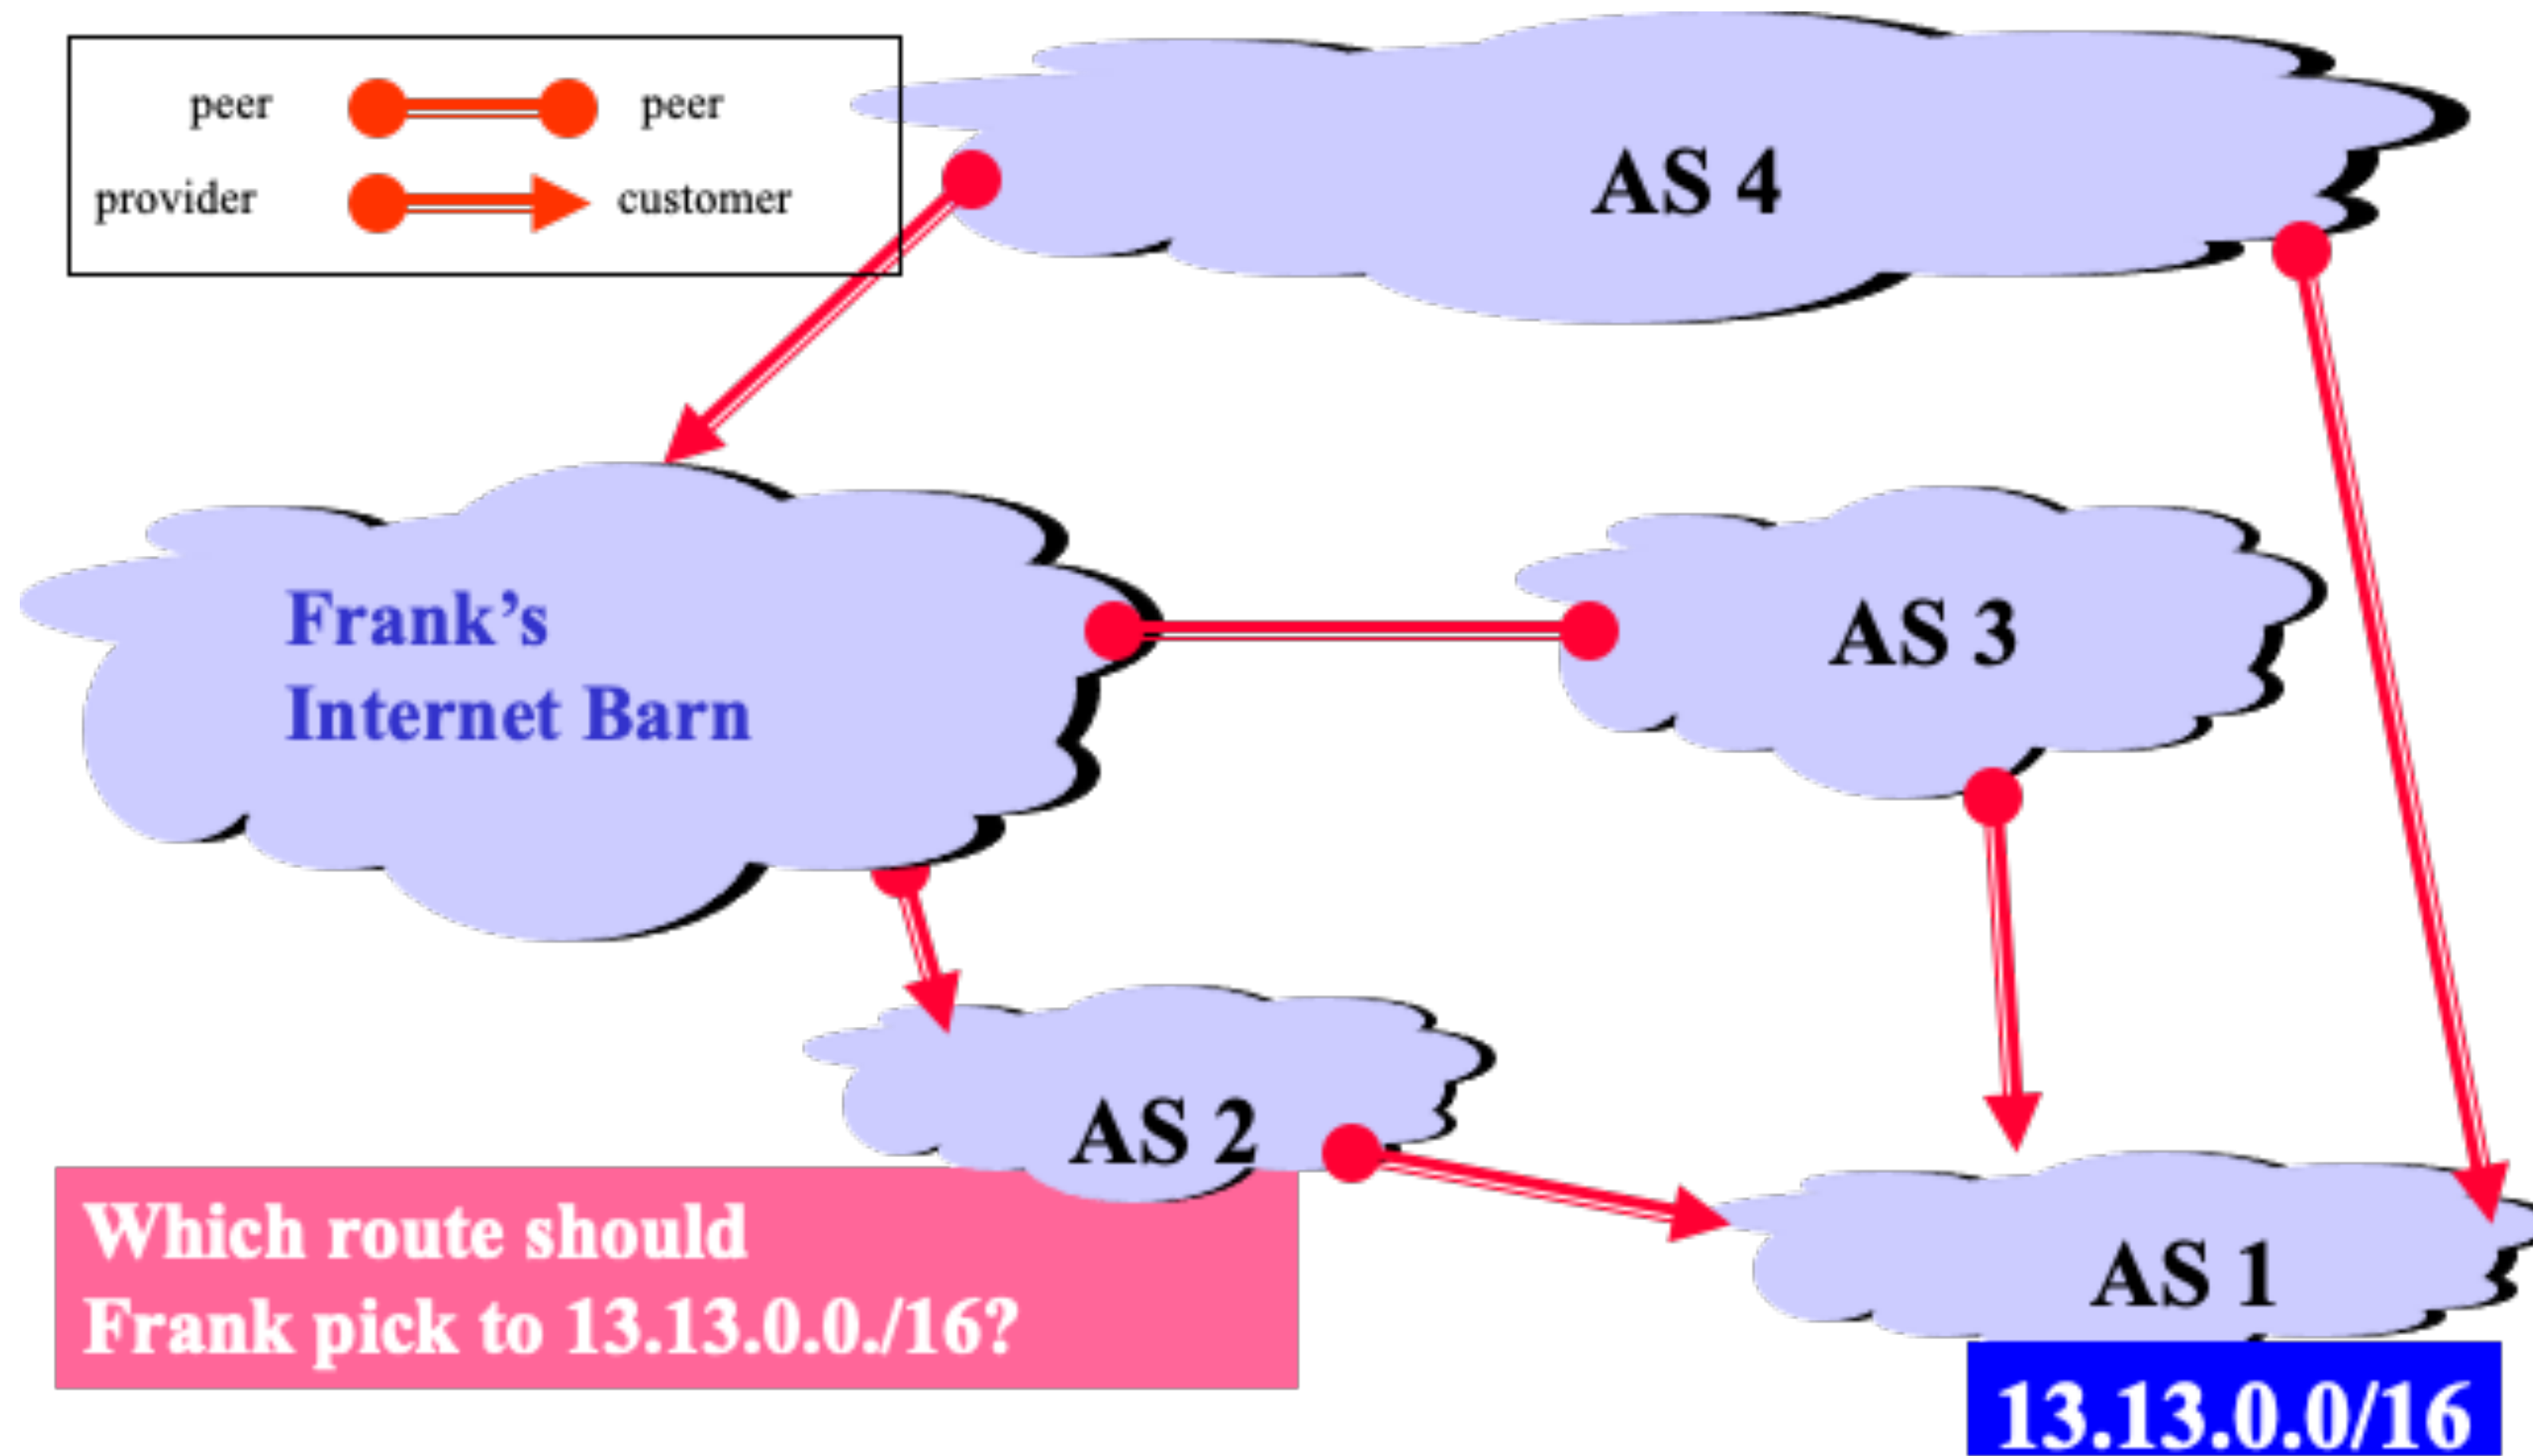 peer peer
provider customer
AS 4
Frank’s
Internet Barn
AS 3
AS 2
Which route should
Frank pick to 13.13.0.0./16?
AS 1
13.13.0.0/16